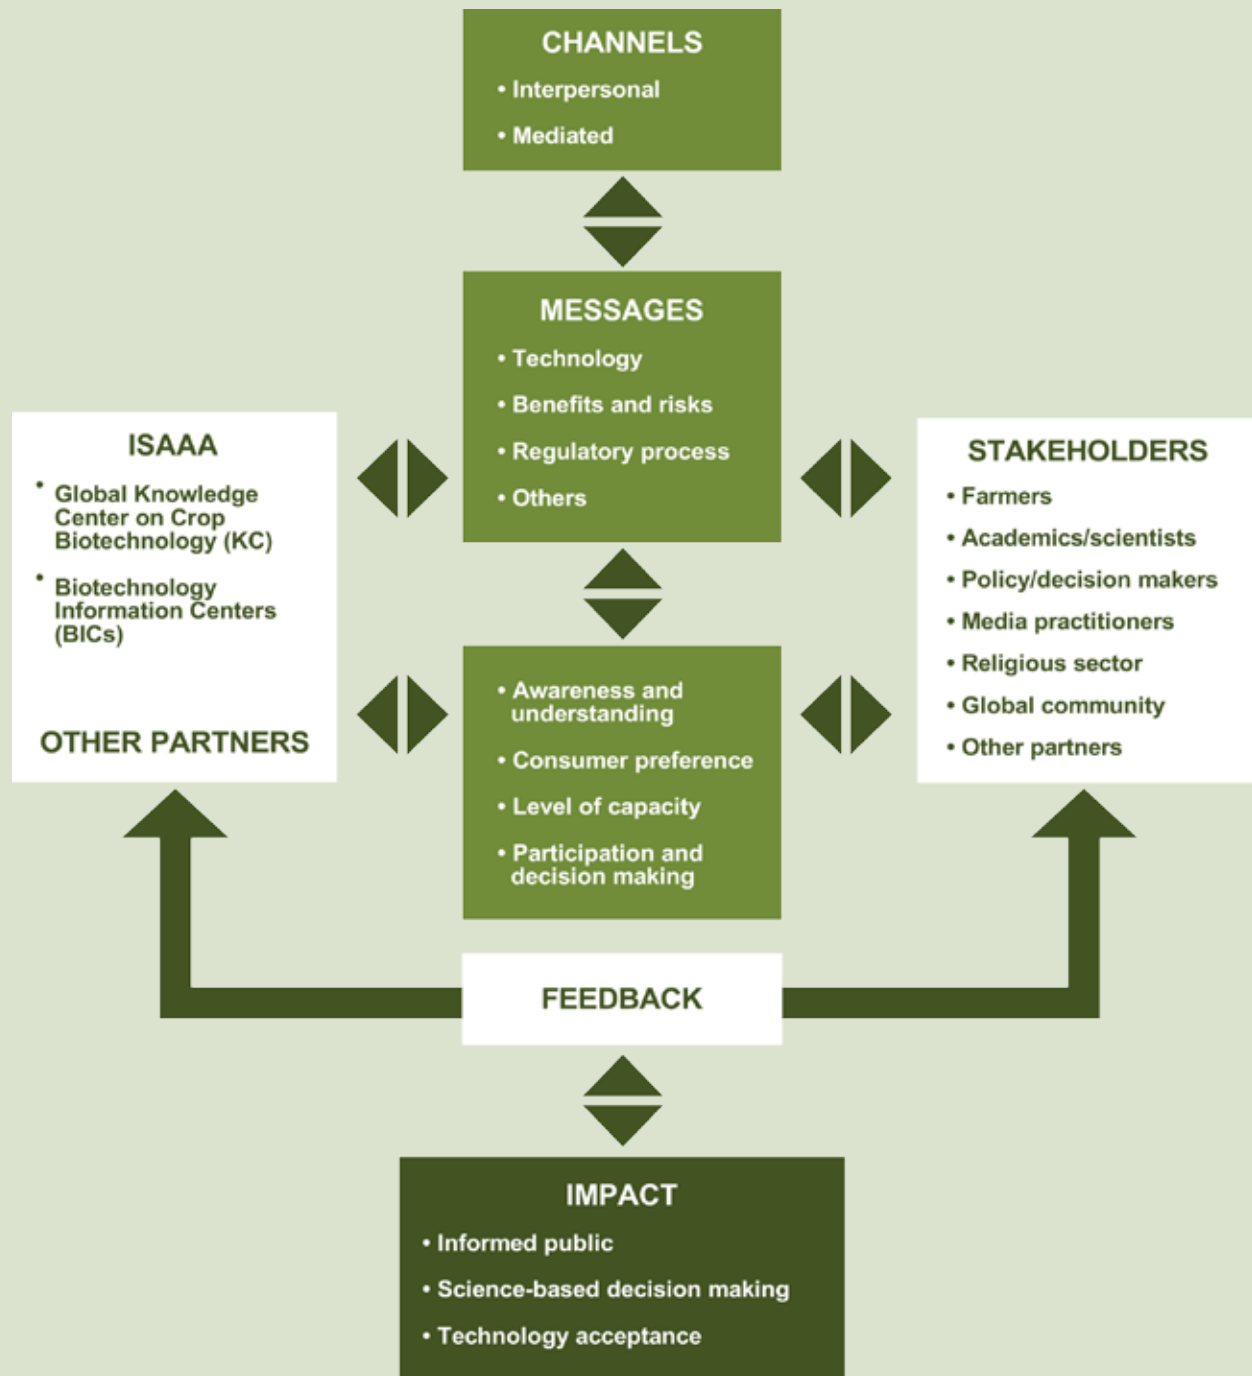 CHANNELS
• Interpersonal
• Mediated
MESSAGES
• Technology
• Benefits and risks
• Regulatory process
• Others
ISAAA
• Global Knowledge
Center on Crop
Biotechnology (KC)
• Biotechnology
Information Centers
(BICs)
OTHER PARTNERS
STAKEHOLDERS
• Farmers
• Academics/scientists
• Policy/decision makers
• Media practitioners
• Religious sector
• Global community
• Other partners
• Awareness and
understanding
• Consumer preference
• Level of capacity
• Participation and
decision making
FEEDBACK
IMPACT
• Informed public
• Science-based decision making
• Technology acceptance